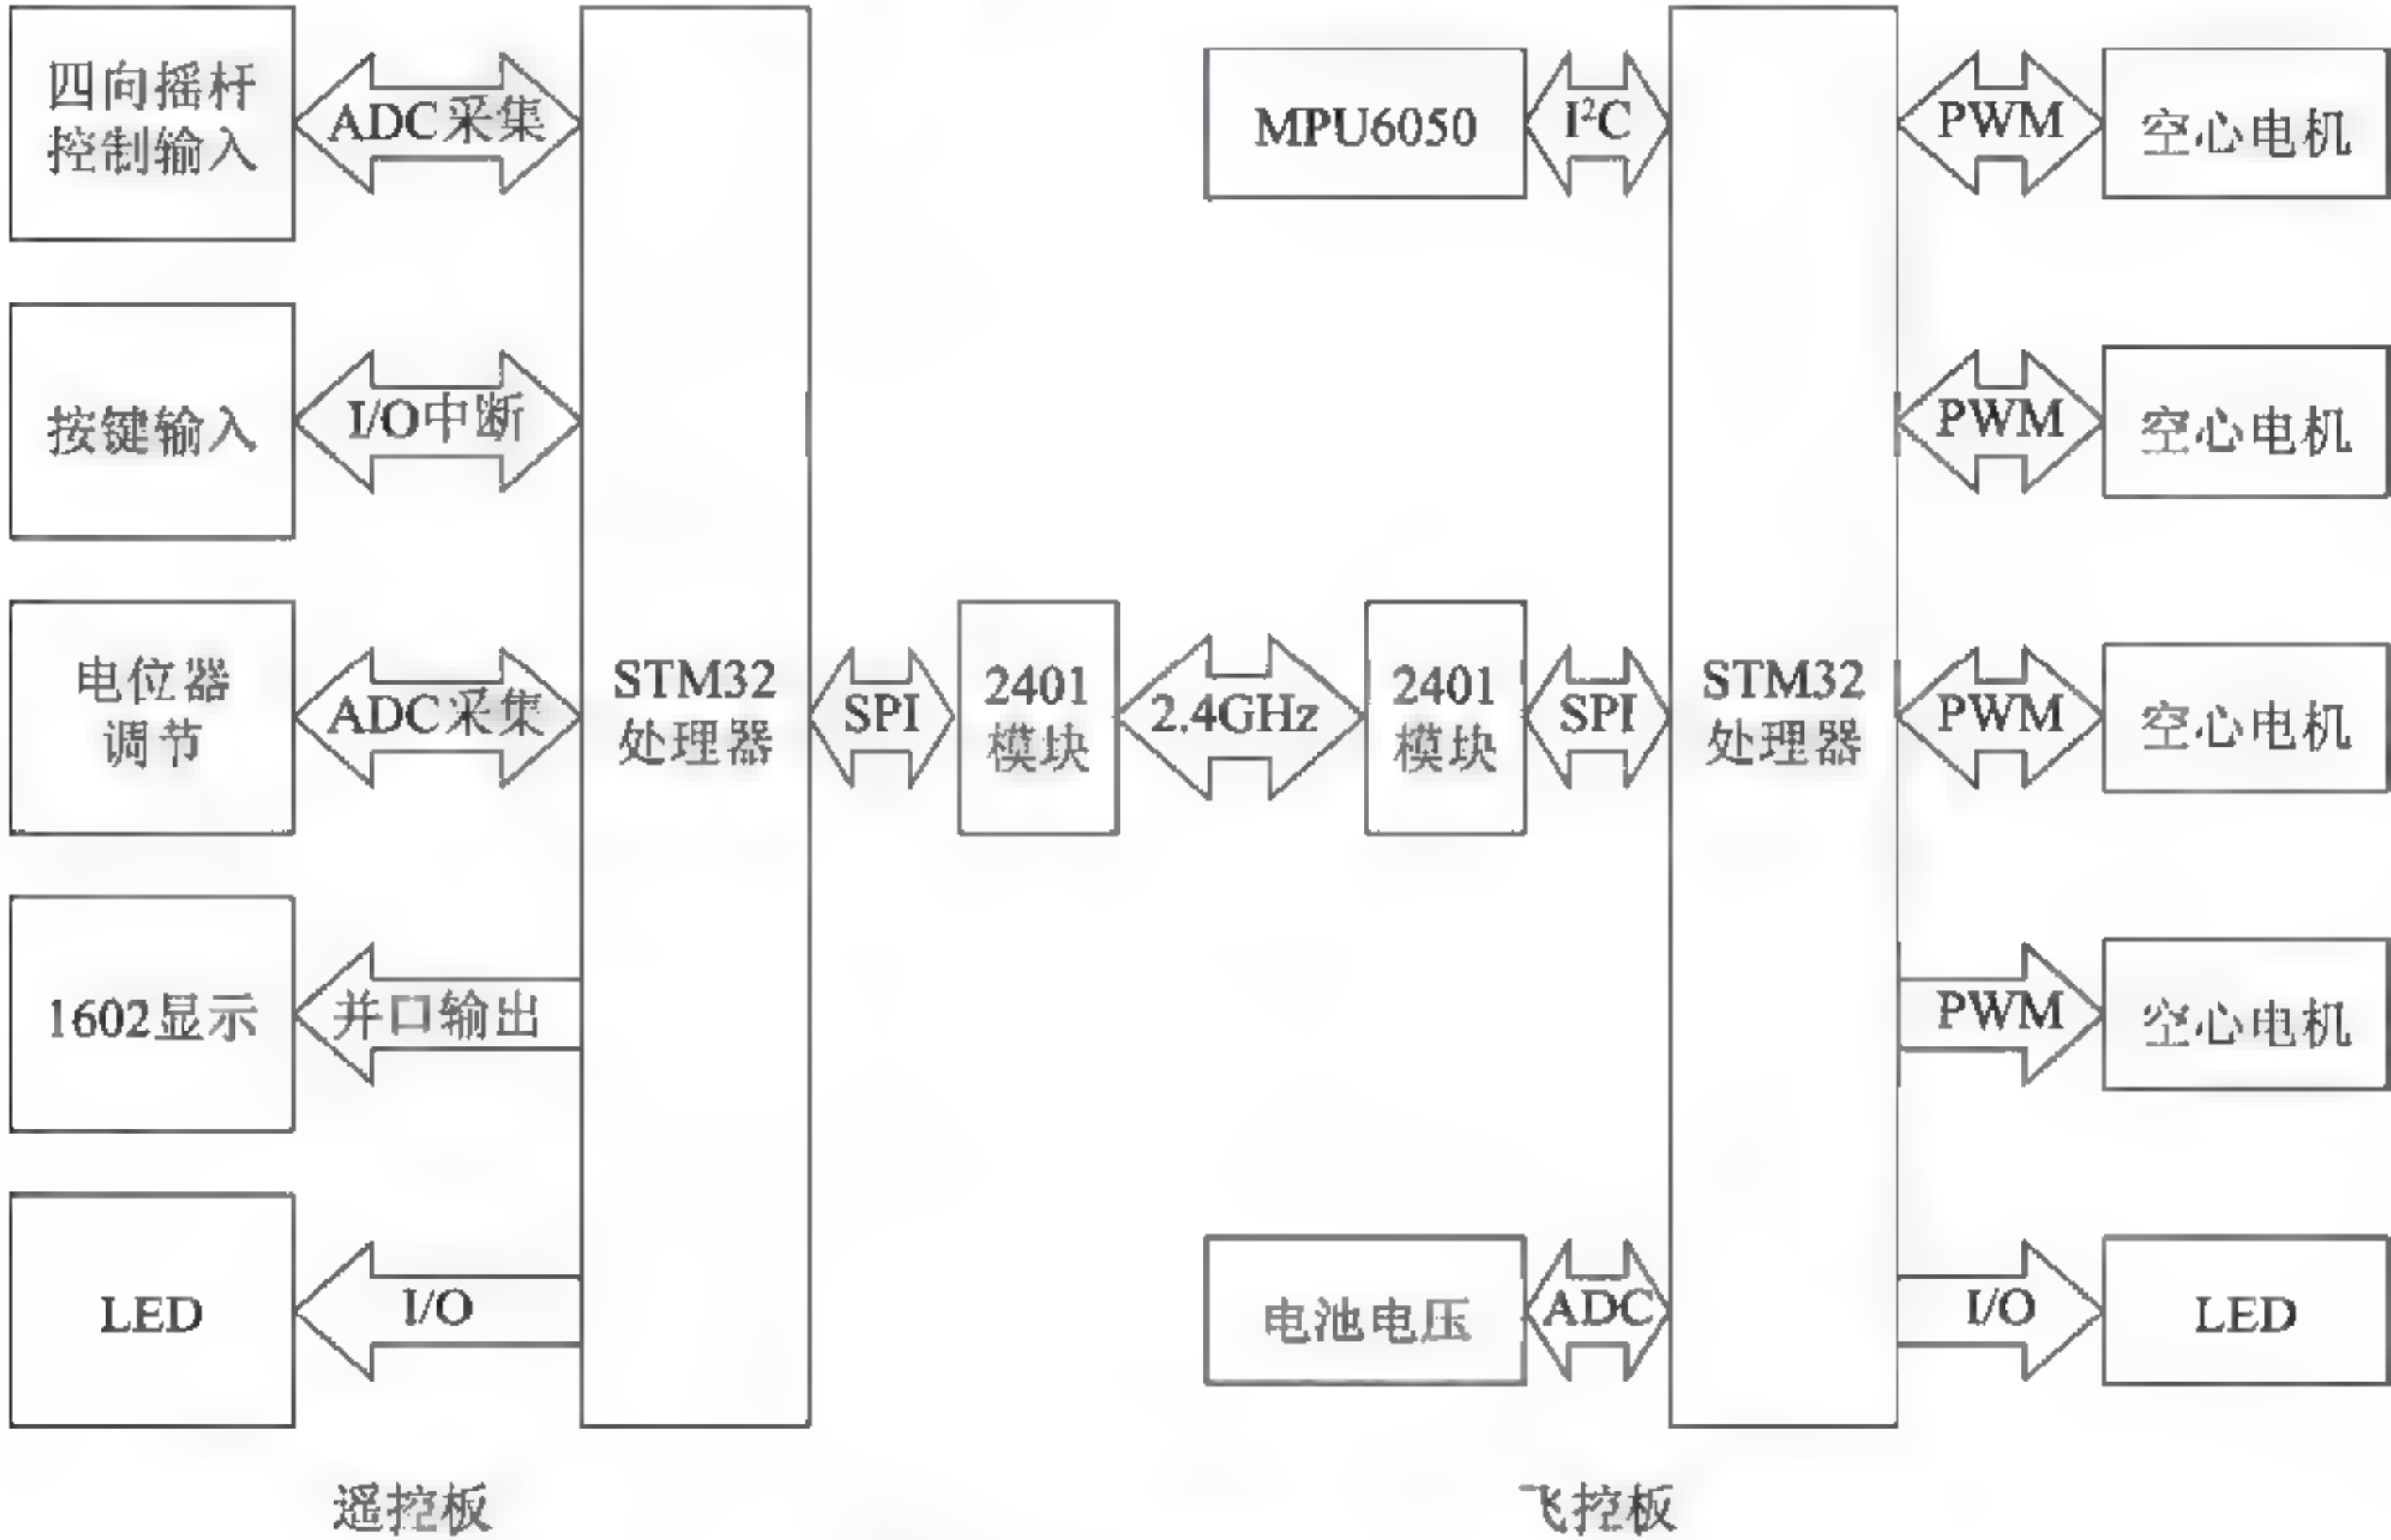 四向摇杆
控制输入
ADC采集
MPU6050
I²C
PWM
空心电机
按键输入
I/O中断
PWM
空心电机
电位器
调节
ADC采集
STM32
处理器
SPI
2401
模块
2.4GHz
2401
模块
SPI
STM32
处理器
PWM
空心电机
1602显示
并口输出
PWM
空心电机
LED
I/O
电池电压
ADC
I/O
LED
遥控板
飞控板